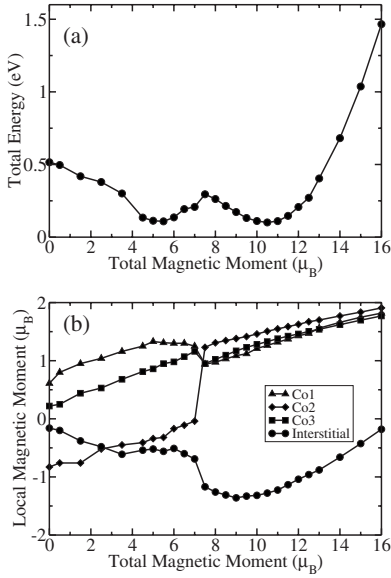 (a)
Total Energy (eV)
1.5
1
0.5
0
0 2 4 6 8 10 12 14 16
Total Magnetic Moment (μB)
(b)
Local Magnetic Moment (μB)
2
1
0
-1
-2
Co1
Co2
Co3
Interstitial
0 2 4 6 8 10 12 14 16
Total Magnetic Moment (μB)